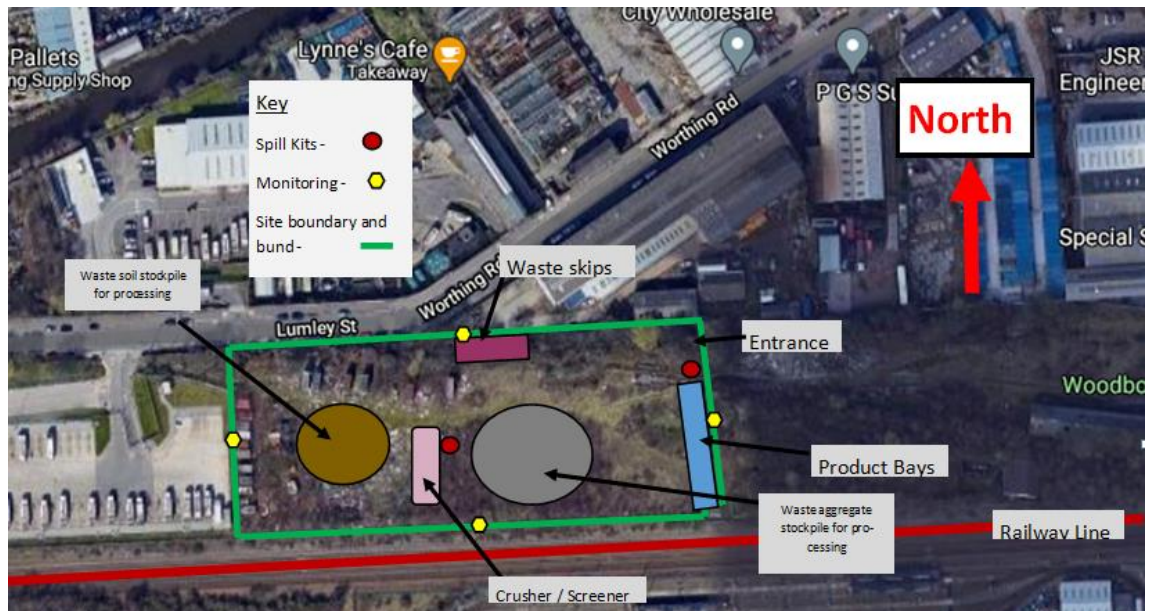 City Wholesale
Pallets
ng Supply Shop
Lynne's Cafe
Takeaway
JSR
Engineer
P G S Su
North
Key
Spill Kits -
Monitoring -
Site boundary and
bund -
Worthing Rd
Special S
Waste soil stockpile
for processing
Waste skips
Worthing Rd
Lumley St
Entrance
Woodbo
Product Bays
Waste aggregate
stockpile for pro-
cessing
Railway Line
Crusher / Screener